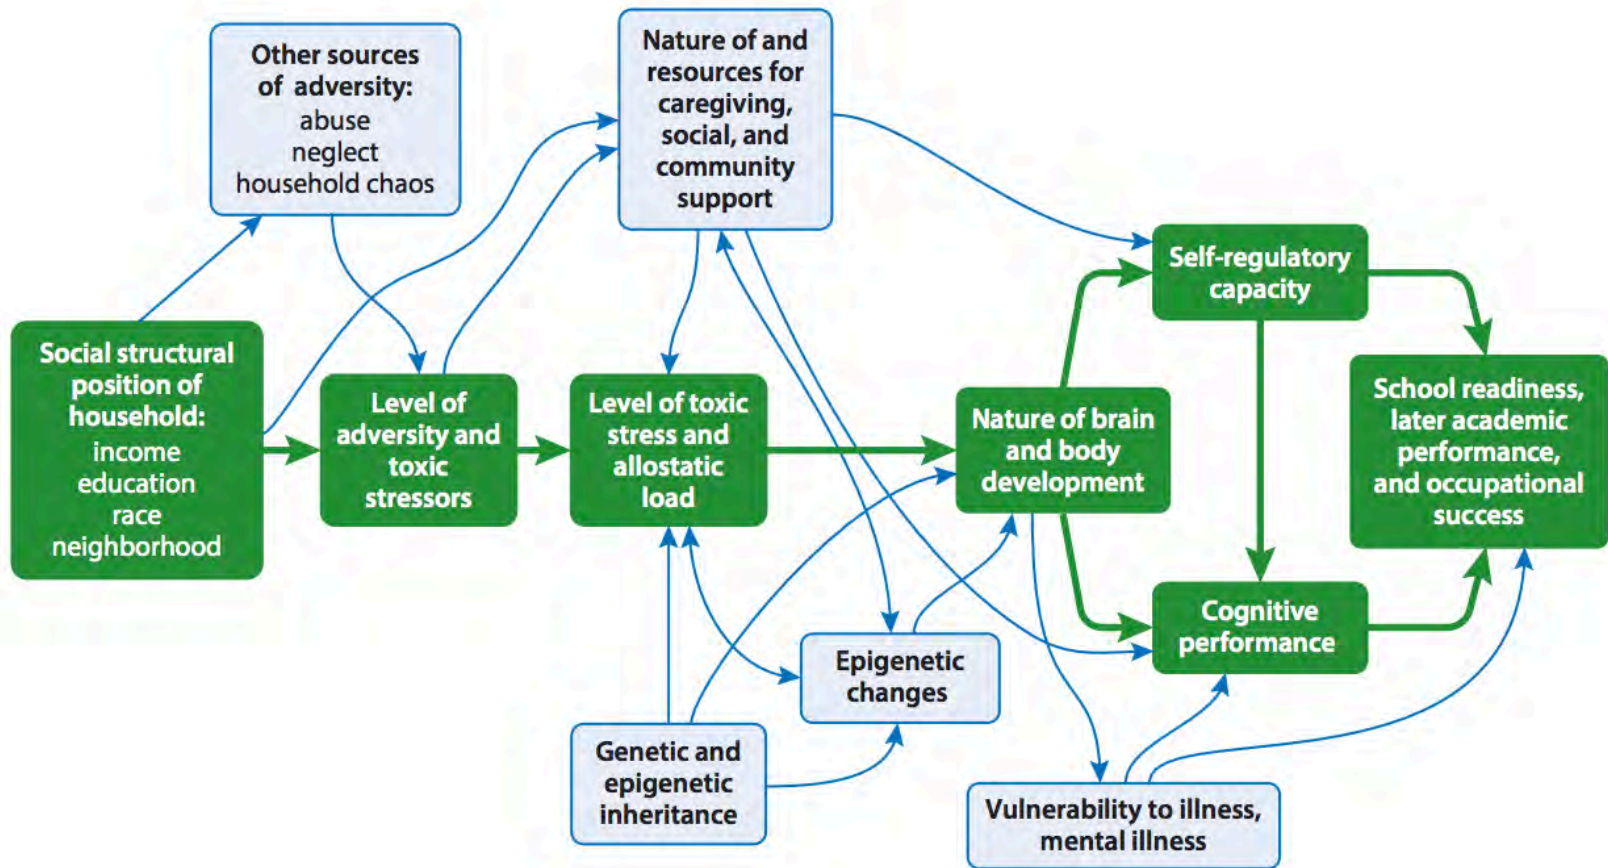 Other sources
of adversity:
abuse
neglect
household chaos
Nature of and
resources for
caregiving,
social, and
community
support
Social structural
position of
household:
income
education
race
neighborhood
Level of
adversity and
toxic
stressors
Level of toxic
stress and
allostatic
load
Nature of brain
and body
development
Self-regulatory
capacity
School readiness,
later academic
performance,
and occupational
success
Cognitive
performance
Epigenetic
changes
Genetic and
epigenetic
inheritance
Vulnerability to illness,
mental illness